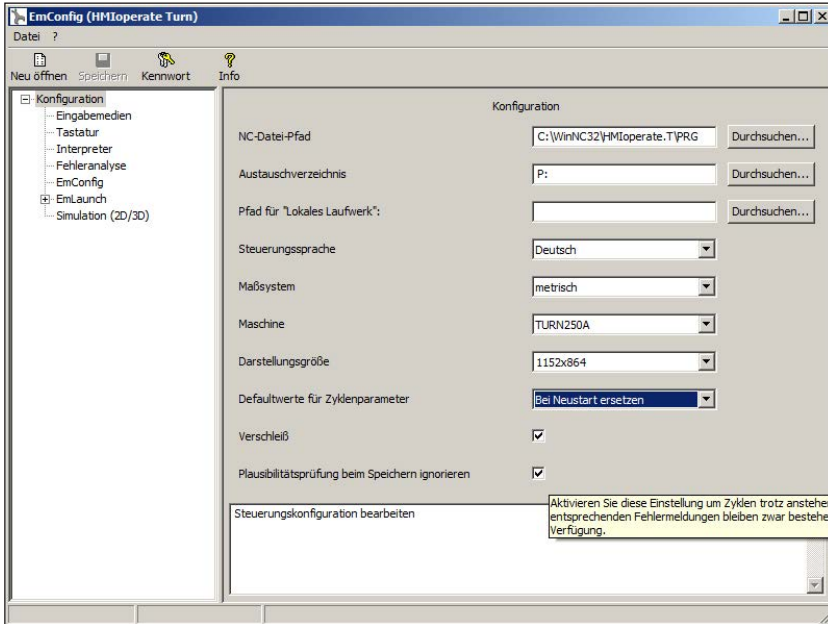 EmConfig (HMIoperate Turn)
Datei ?
Neu öffnen Speichern Kennwort Info
Konfiguration
Eingabemedien
Tastatur
Interpreter
Fehleranalyse
EmConfig
EmLaunch
Simulation (2D/3D)
Konfiguration
NC-Datei-Pfad C:\WinNC32\HMIoperate.T\PRG Durchsuchen...
Austauschverzeichnis P: Durchsuchen...
Pfad für "Lokales Laufwerk": Durchsuchen...
Steuerungssprache Deutsch
Maßsystem metrisch
Maschine TURN250A
Darstellungsgröße 1152x864
Defaultwerte für Zyklenparameter Bei Neustart ersetzen
Verschleiß
Plausibilitätsprüfung beim Speichern ignorieren
Steuerungskonfiguration bearbeiten
Aktivieren Sie diese Einstellung um Zyklen trotz
entsprechenden Fehlermeldungen bleiben zwar
Verfügung.